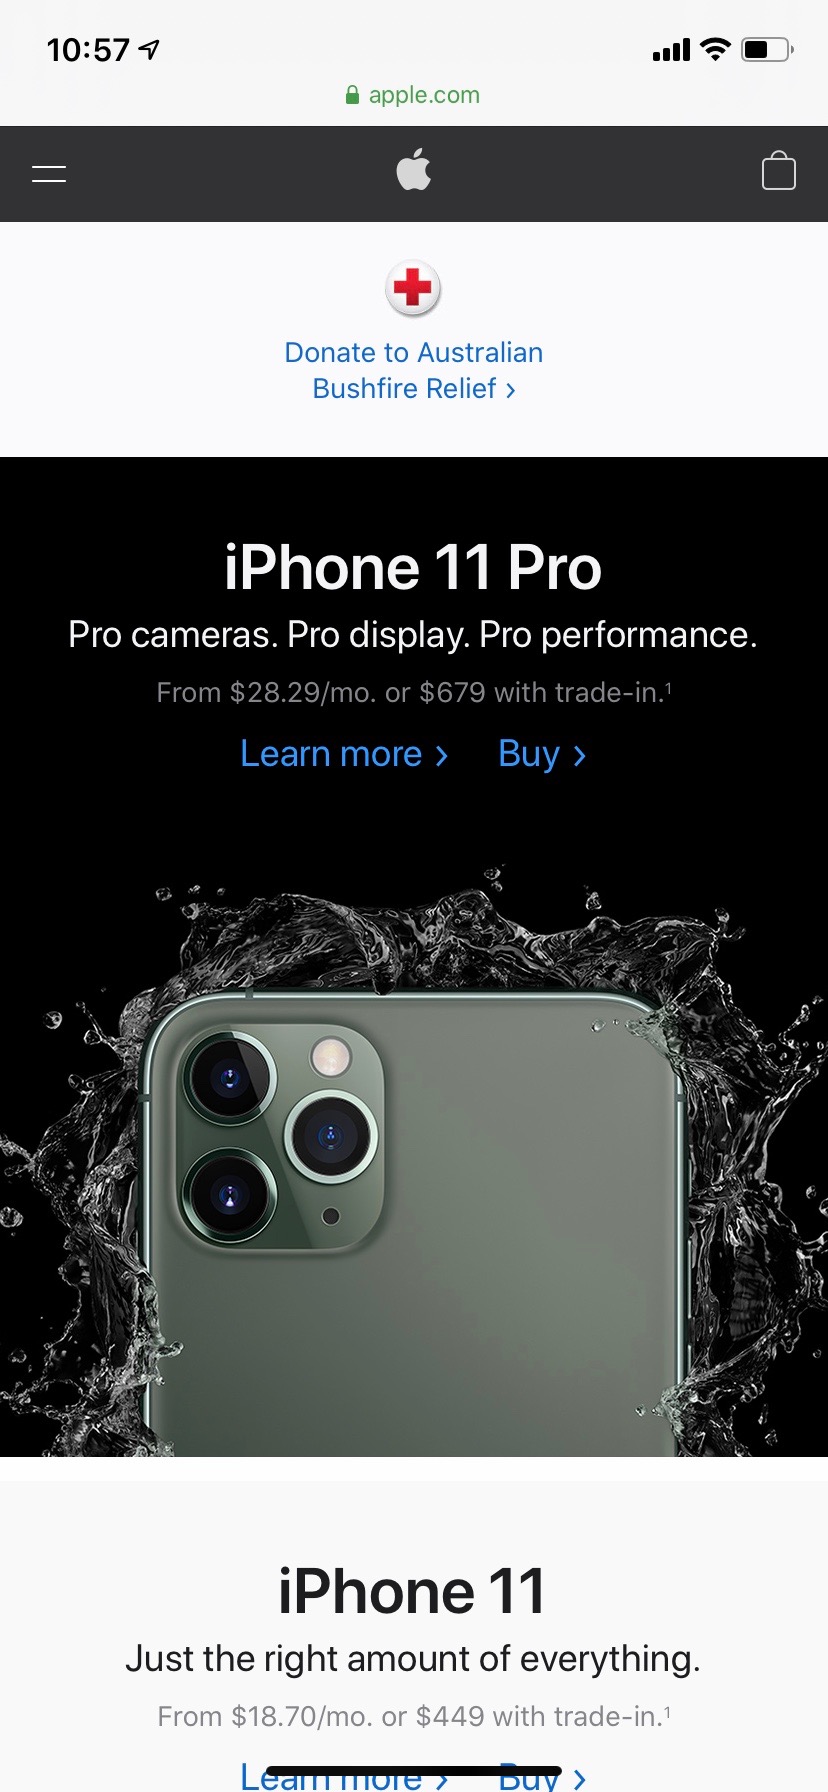 10:57
apple.com
Donate to Australian
Bushfire Relief ›
iPhone 11 Pro
Pro cameras. Pro display. Pro performance.
From $28.29/mo. or $679 with trade-in.¹
Learn more › Buy ›
iPhone 11
Just the right amount of everything.
From $18.70/mo. or $449 with trade-in.¹
Learn more › Buy ›